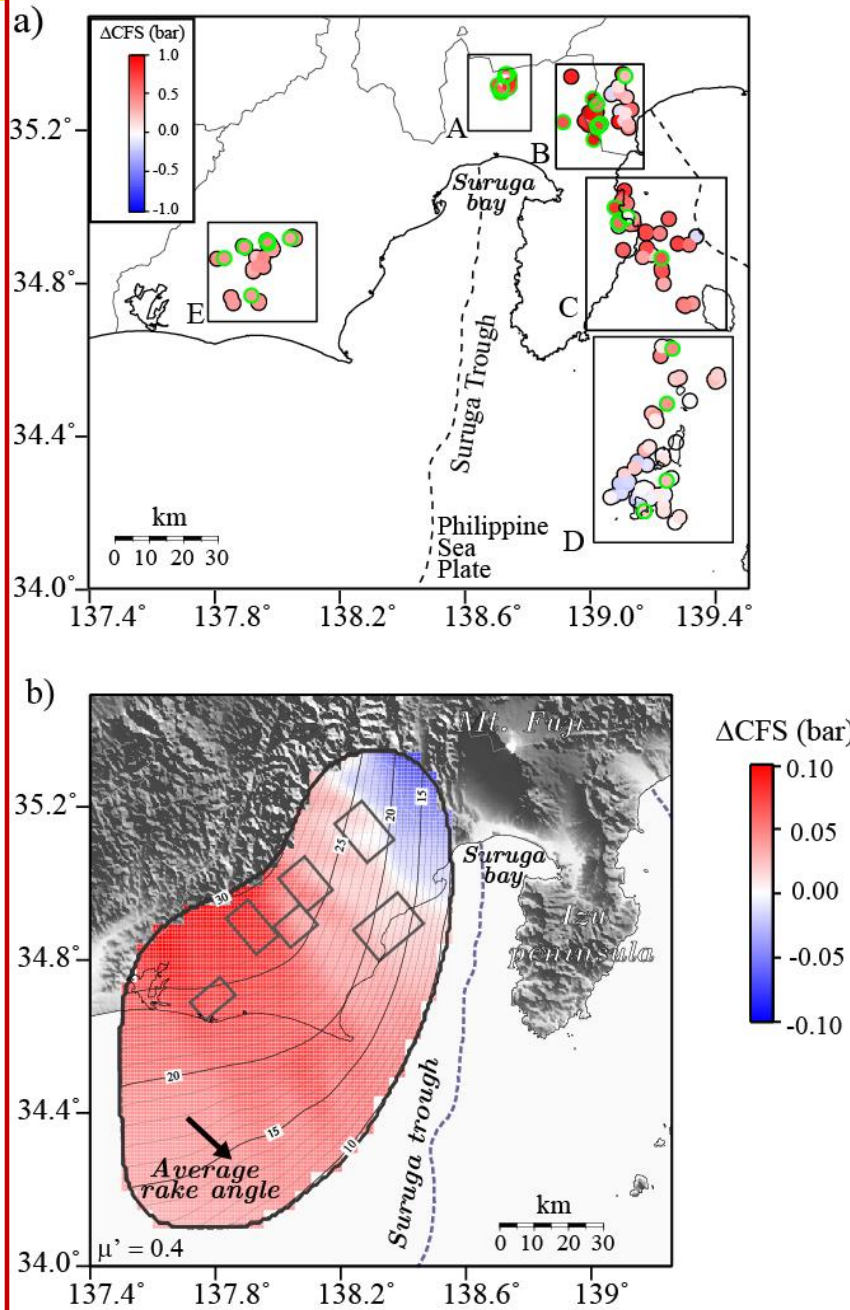 a)
ΔCFS (bar)
1.0
0.5
0.0
-0.5
-1.0
A
B
C
D
E
Suruga
bay
Suruga Trough
Philippine
Sea
Plate
km
0 10 20 30
35.2˚
34.8˚
34.4˚
34.0˚
137.4˚ 137.8˚ 138.2˚ 138.6˚ 139.0˚ 139.4˚
b)
Mt. Fuji
Suruga
bay
Izu
peninsula
Suruga trough
15
20
25
30
20
15
10
Average
rake angle
μ' = 0.4
km
0 10 20 30
35.2˚
34.8˚
34.4˚
34.0˚
137.4˚ 137.8˚ 138.2˚ 138.6˚ 139˚
ΔCFS (bar)
0.10
0.05
0.00
-0.05
-0.10